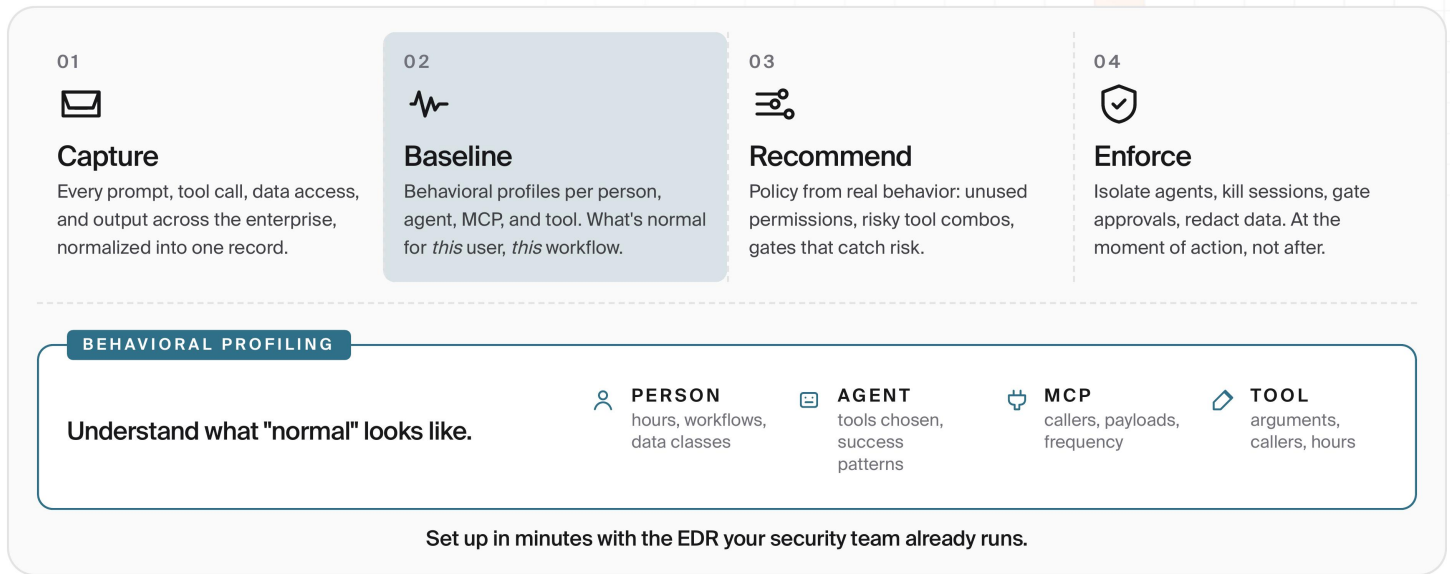 01
Capture
Every prompt, tool call, data access,
and output across the enterprise,
normalized into one record.
02
Baseline
Behavioral profiles per person,
agent, MCP, and tool. What's normal
for this user, this workflow.
03
Recommend
Policy from real behavior: unused
permissions, risky tool combos,
gates that catch risk.
04
Enforce
Isolate agents, kill sessions, gate
approvals, redact data. At the
moment of action, not after.
BEHAVIORAL PROFILING
Understand what "normal" looks like.
PERSON
hours, workflows,
data classes
AGENT
tools chosen,
success
patterns
MCP
callers, payloads,
frequency
TOOL
arguments,
callers, hours
Set up in minutes with the EDR your security team already runs.